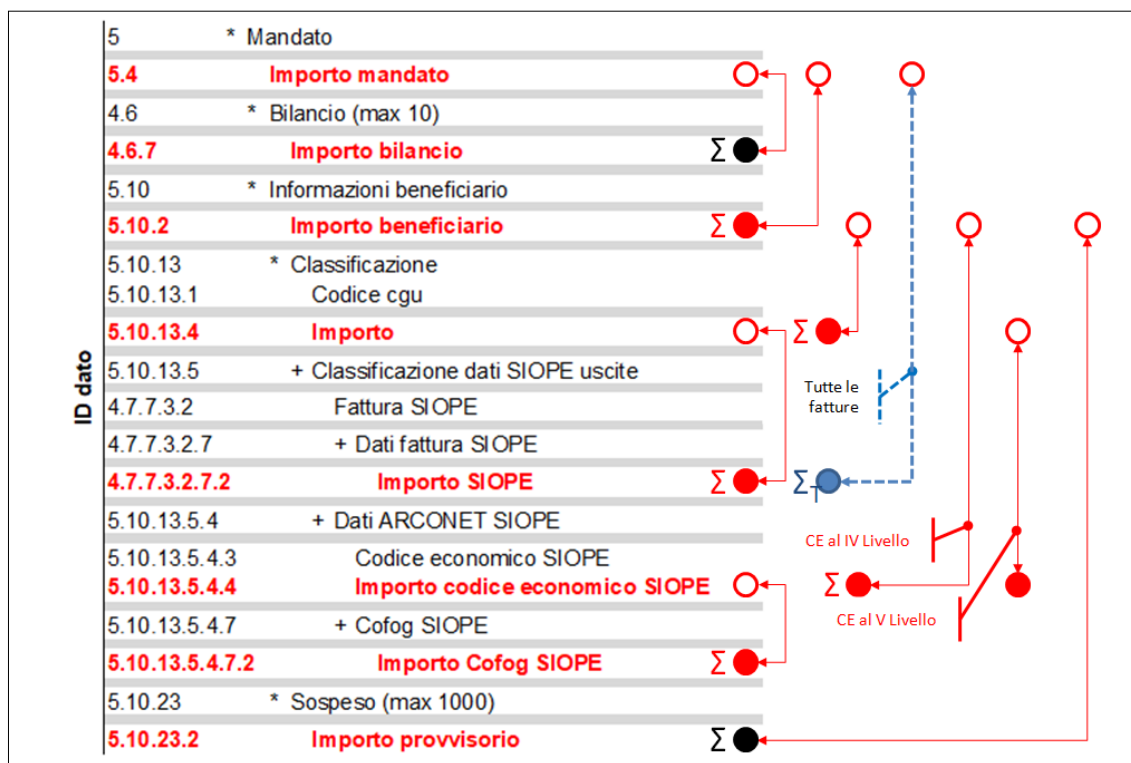 5 * Mandato
5.4 Importo mandato
4.6 * Bilancio (max 10)
4.6.7 Importo bilancio Σ
5.10 * Informazioni beneficiario
5.10.2 Importo beneficiario Σ
5.10.13 * Classificazione
5.10.13.1 Codice cgu
5.10.13.4 Importo Σ
ID dato
5.10.13.5 + Classificazione dati SIOPE uscite
Tutte le
fatture
4.7.7.3.2 Fattura SIOPE
4.7.7.3.2.7 + Dati fattura SIOPE
4.7.7.3.2.7.2 Importo SIOPE Σ Σ T
5.10.13.5.4 + Dati ARCONET SIOPE
CE al IV Livello
5.10.13.5.4.3 Codice economico SIOPE
5.10.13.5.4.4 Importo codice economico SIOPE Σ
5.10.13.5.4.7 + Cofog SIOPE
CE al V Livello
5.10.13.5.4.7.2 Importo Cofog SIOPE Σ
5.10.23 * Sospeso (max 1000)
5.10.23.2 Importo provvisorio Σ